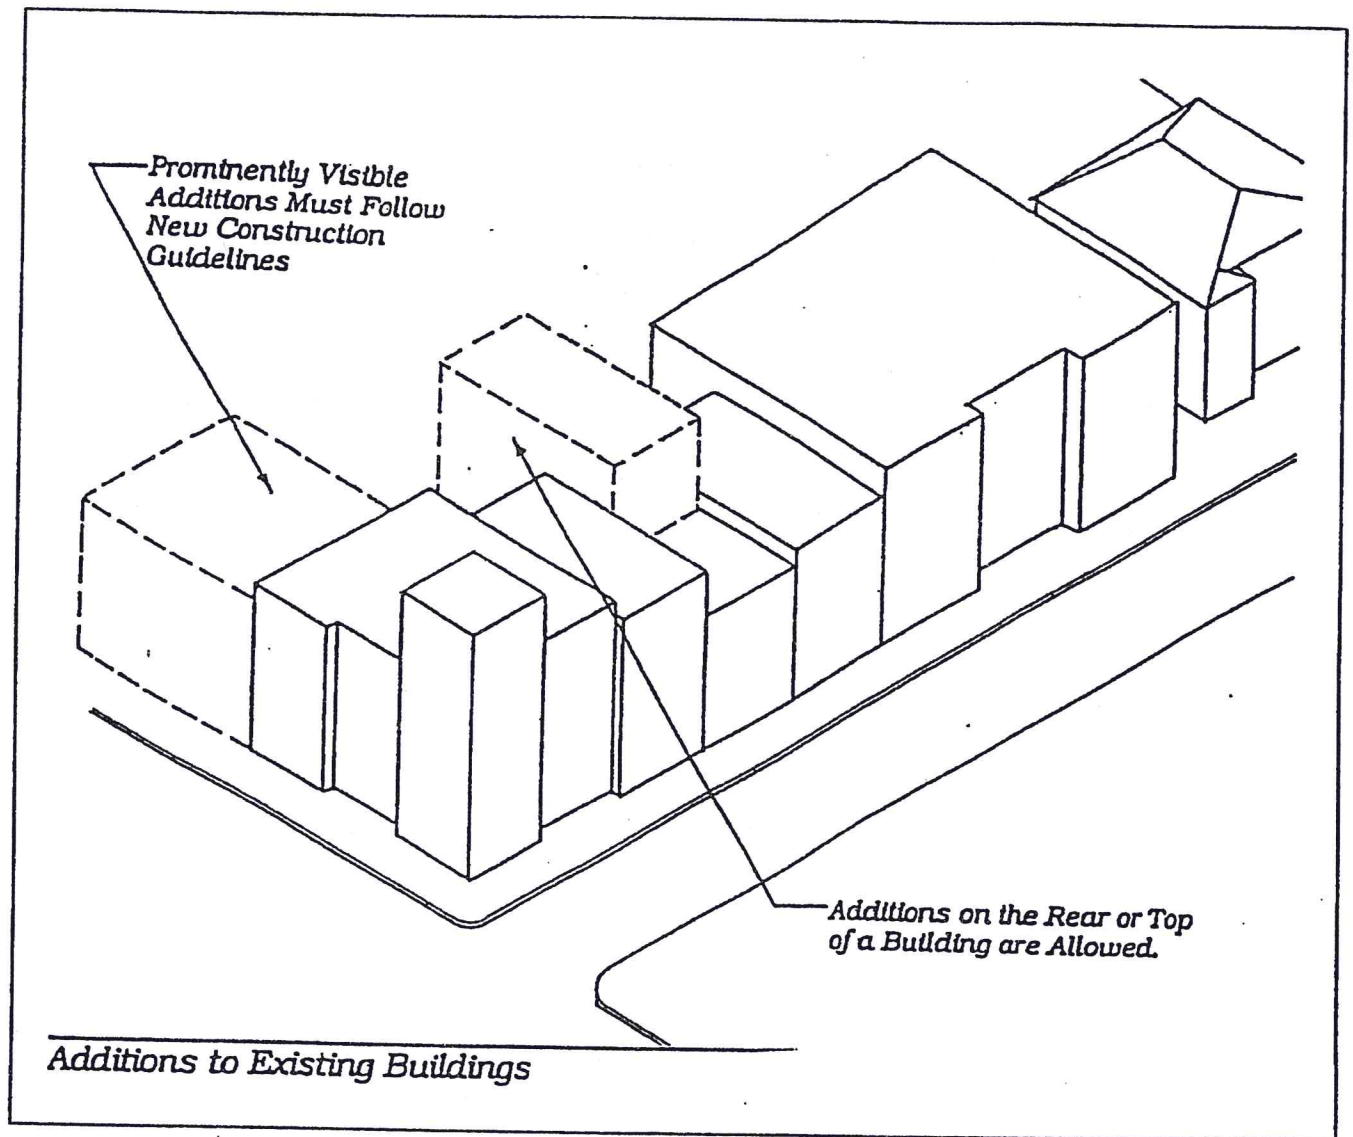 Prominently Visible
Additions Must Follow
New Construction
Guidelines
Additions on the Rear or Top
of a Building are Allowed.
Additions to Existing Buildings